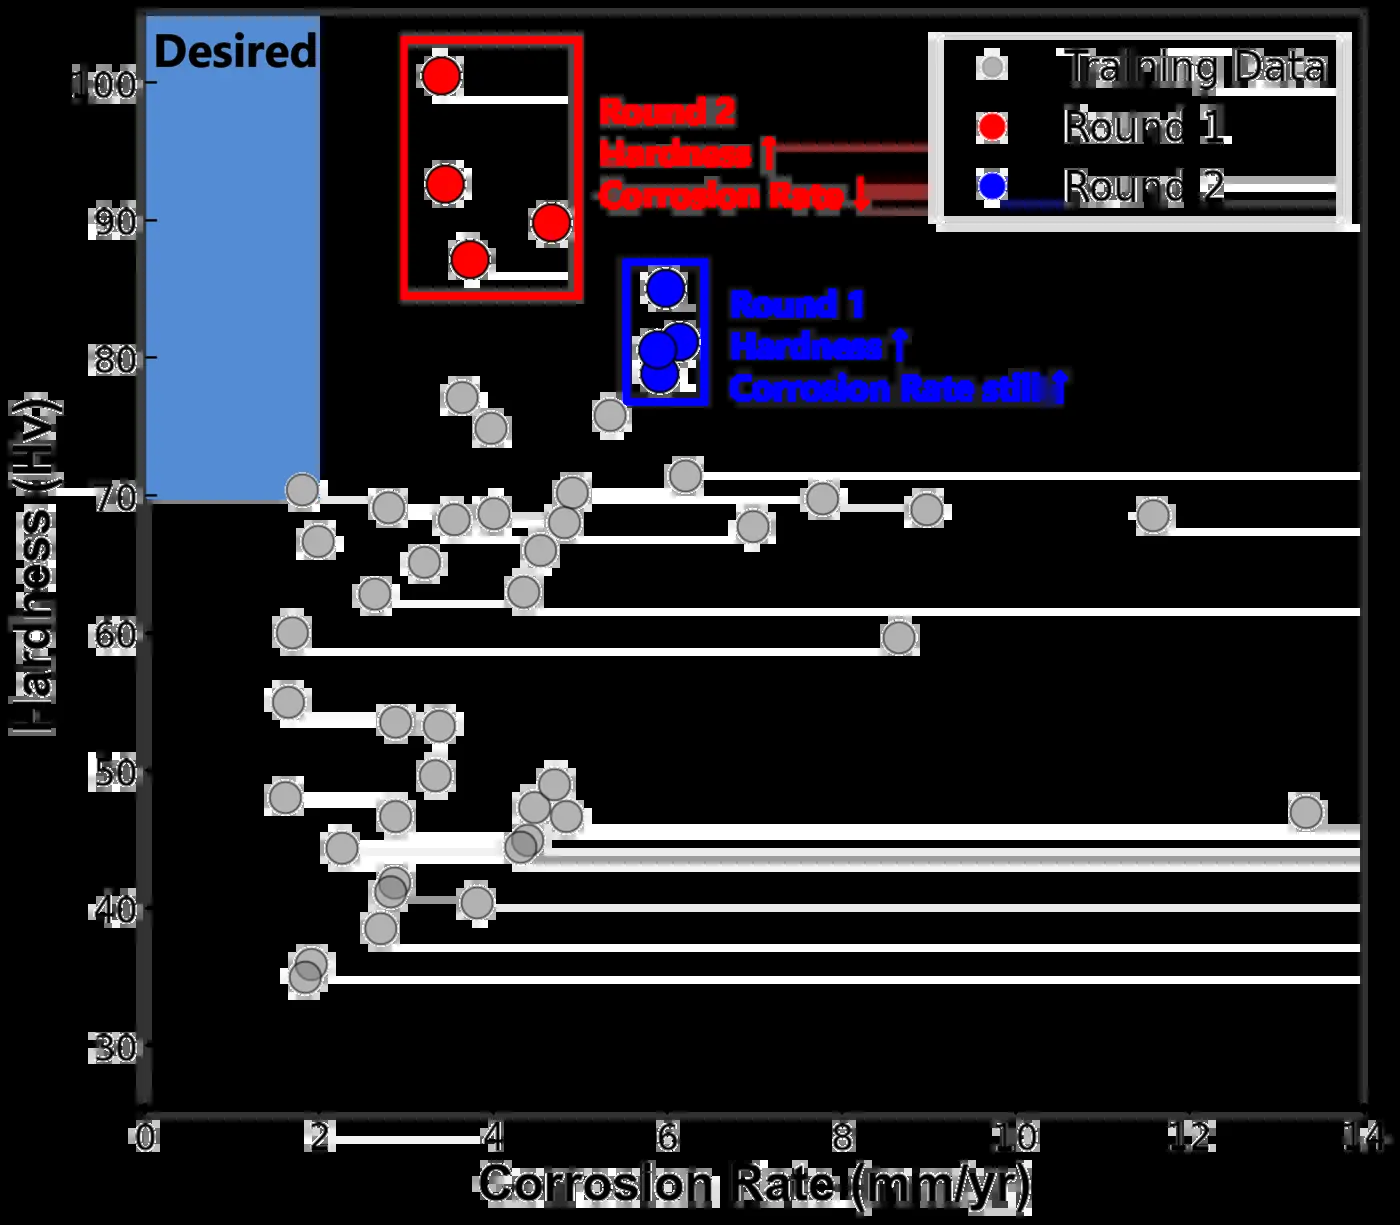 Desired
Training Data
Round 1
Round 2
Round 2
Hardness ↑
Corrosion Rate ↓
Round 1
Hardness ↑
Corrosion Rate still↑
100
90
80
70
60
50
40
30
Hardness (Hv)
0 2 4 6 8 10 12 14
Corrosion Rate (mm/yr)